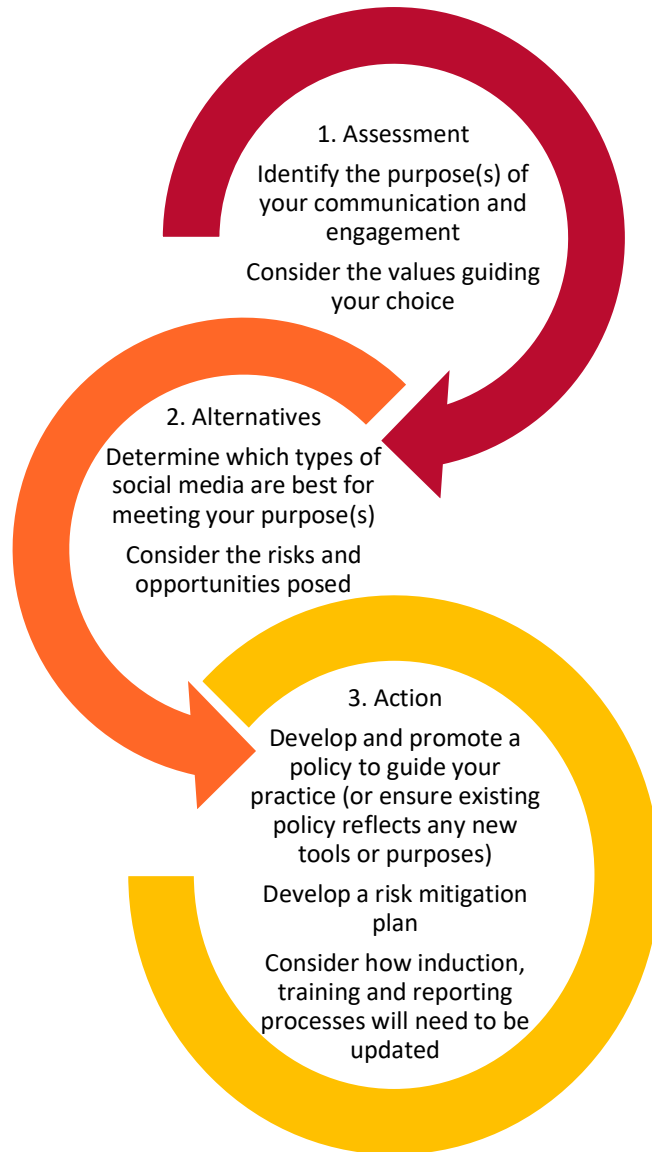 1. Assessment
Identify the purpose(s) of
your communication and
engagement
Consider the values guiding
your choice
2. Alternatives
Determine which types of
social media are best for
meeting your purpose(s)
Consider the risks and
opportunities posed
3. Action
Develop and promote a
policy to guide your
practice (or ensure existing
policy reflects any new
tools or purposes)
Develop a risk mitigation
plan
Consider how induction,
training and reporting
processes will need to be
updated